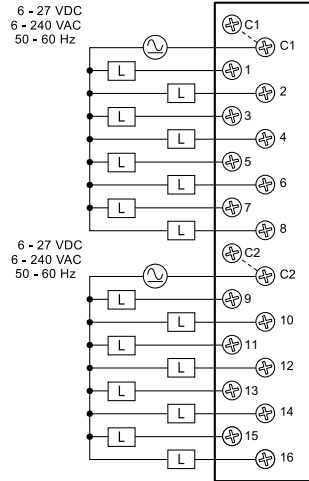 6 - 27 VDC
6 - 240 VAC
50 - 60 Hz
C1
C1
L 1
L 2
L 3
L 4
L 5
L 6
L 7
L 8
6 - 27 VDC
6 - 240 VAC
50 - 60 Hz
C2
C2
L 9
L 10
L 11
L 12
L 13
L 14
L 15
L 16